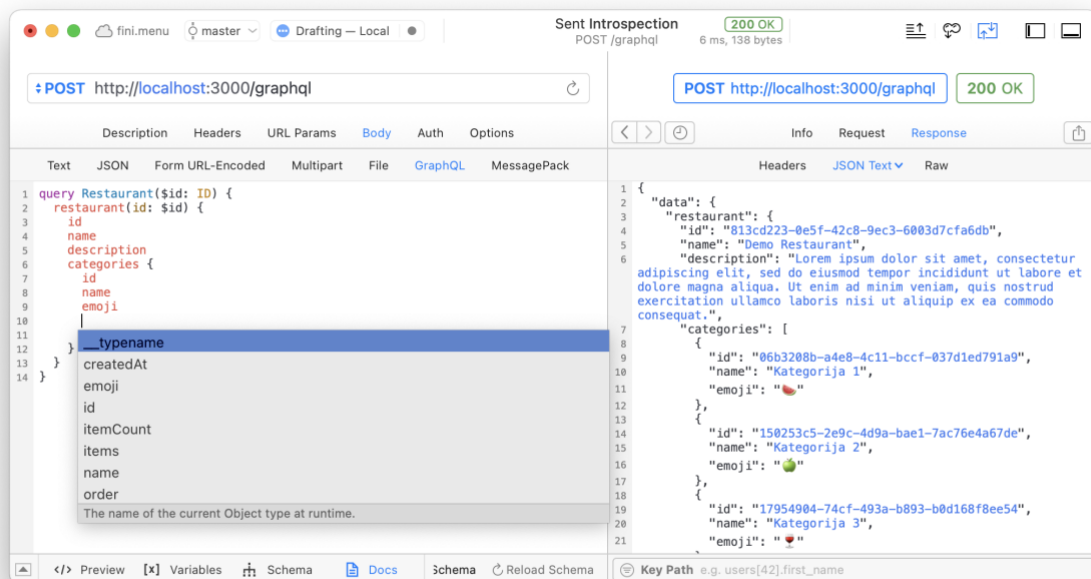 fini.menu
master
Drafting — Local
Sent Introspection
POST /graphql
200 OK
6 ms, 138 bytes
POST http://localhost:3000/graphql
Description Headers URL Params Body Auth Options
Text JSON Form URL-Encoded Multipart File GraphQL MessagePack
1 query Restaurant($id: ID) {
2 restaurant(id: $id) {
3 id
4 name
5 description
6 categories {
7 id
8 name
9 emoji
10
11
12 }
13 }
14 }
__typename
createdAt
emoji
id
itemCount
items
name
order
The name of the current Object type at runtime.
</> Preview [x] Variables Schema Docs Schema Reload Schema
POST http://localhost:3000/graphql 200 OK
Info Request Response
Headers JSON Text Raw
1 {
2 "data": {
3 "restaurant": {
4 "id": "813cd223-0e5f-42c8-9ec3-6003d7cfa6db",
5 "name": "Demo Restaurant",
6 "description": "Lorem ipsum dolor sit amet, consectetur
adipiscing elit, sed do eiusmod tempor incididunt ut labore et
dolore magna aliqua. Ut enim ad minim veniam, quis nostrud
exercitation ullamco laboris nisi ut aliquip ex ea commodo
consequat.",
7 "categories": [
8 {
9 "id": "06b3208b-a4e8-4c11-bccf-037d1ed791a9",
10 "name": "Kategorija 1",
11 "emoji": "🍉"
12 },
13 {
14 "id": "150253c5-2e9c-4d9a-bae1-7ac76e4a67de",
15 "name": "Kategorija 2",
16 "emoji": "🍏"
17 },
18 {
19 "id": "17954904-74cf-493a-b893-b0d168f8ee54",
20 "name": "Kategorija 3",
21 "emoji": "🍷"
Key Path e.g. users[42].first_name